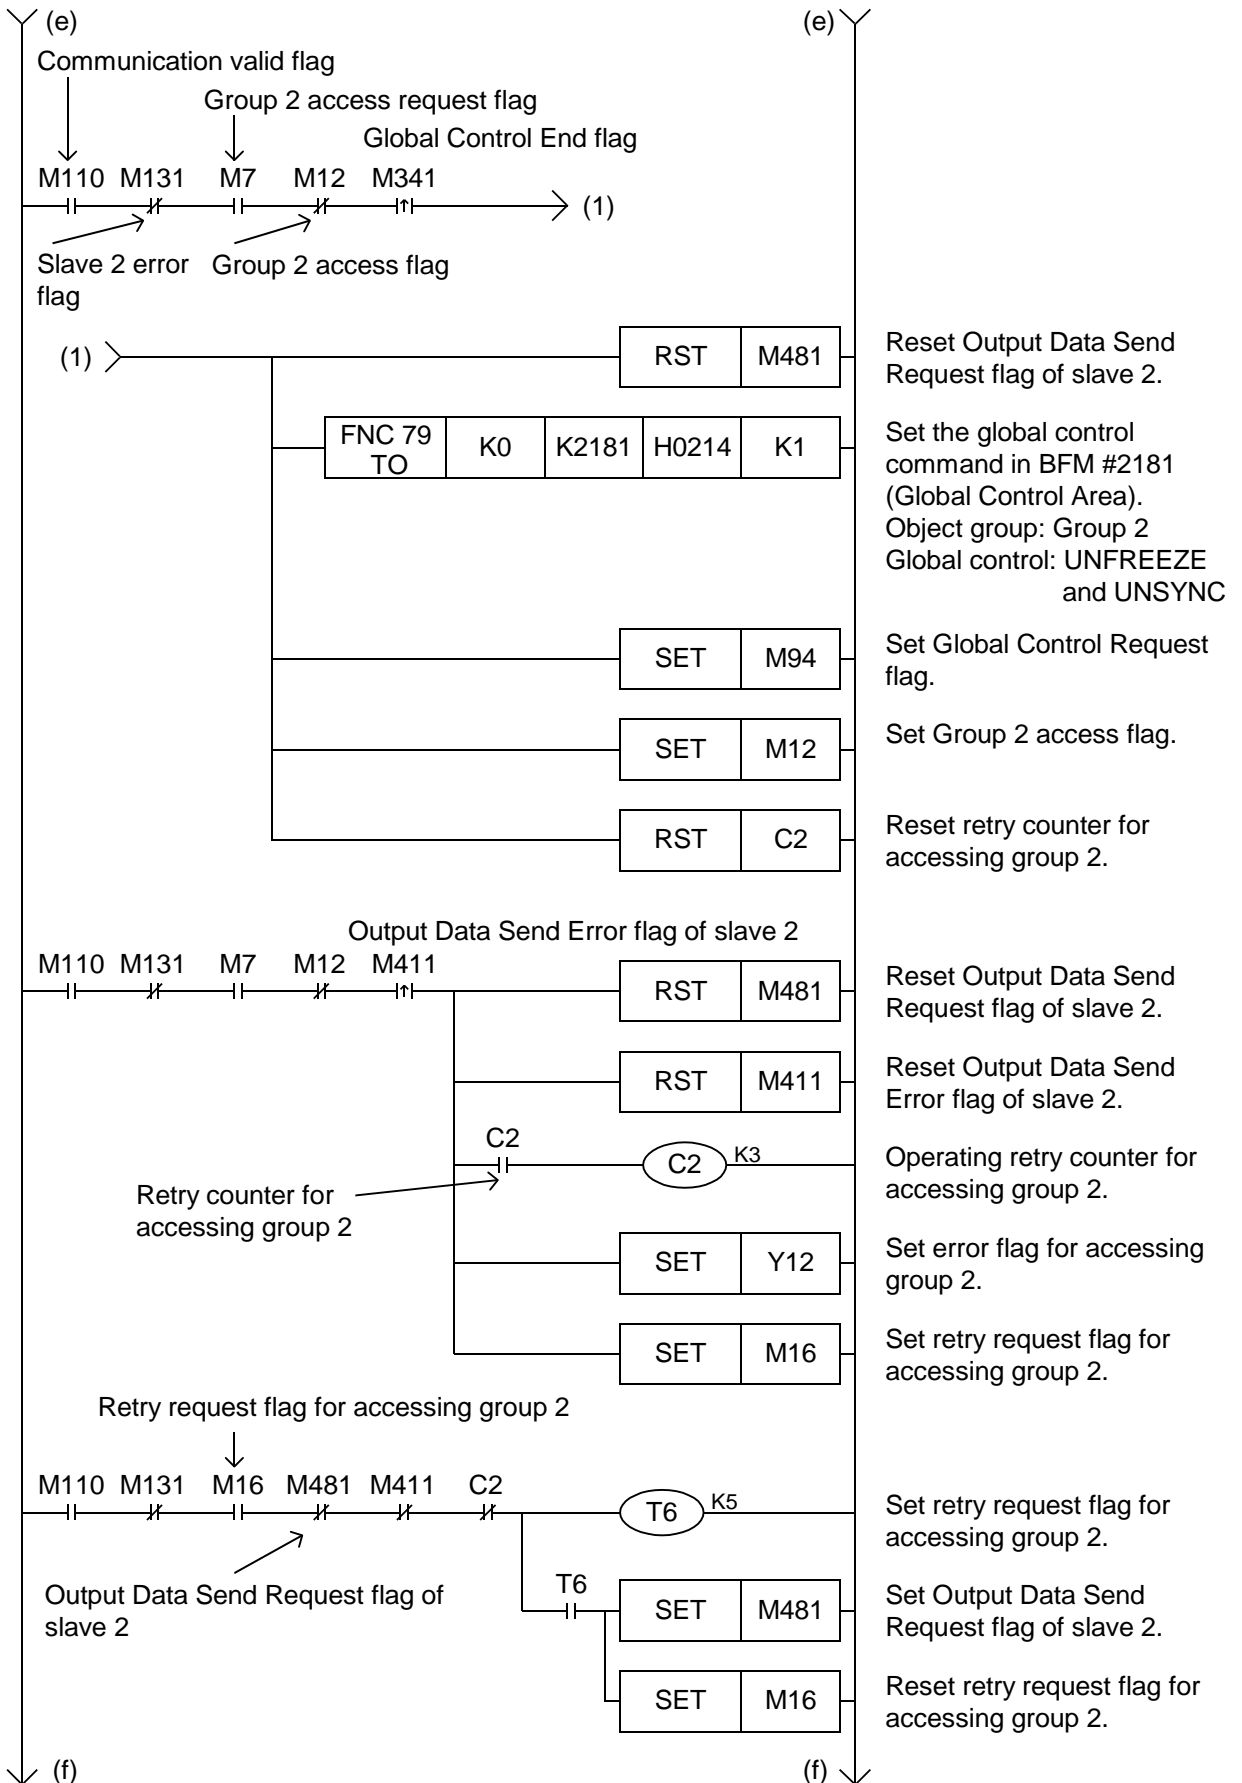 (e) (e)
Communication valid flag
Group 2 access request flag
Global Control End flag
M110 M131 M7 M12 M341
(1)
Slave 2 error
flag
Group 2 access flag
(1)
RST M481
Reset Output Data Send
Request flag of slave 2.
FNC 79
TO
K0 K2181 H0214 K1
Set the global control
command in BFM #2181
(Global Control Area).
Object group: Group 2
Global control: UNFREEZE
and UNSYNC
SET M94
Set Global Control Request
flag.
SET M12
Set Group 2 access flag.
RST C2
Reset retry counter for
accessing group 2.
Output Data Send Error flag of slave 2
M110 M131 M7 M12 M411
RST M481
Reset Output Data Send
Request flag of slave 2.
RST M411
Reset Output Data Send
Error flag of slave 2.
C2
C2 K3
Operating retry counter for
accessing group 2.
Retry counter for
accessing group 2
SET Y12
Set error flag for accessing
group 2.
SET M16
Set retry request flag for
accessing group 2.
Retry request flag for accessing group 2
M110 M131 M16 M481 M411 C2
T6 K5
Set retry request flag for
accessing group 2.
Output Data Send Request flag of
slave 2
T6
SET M481
Set Output Data Send
Request flag of slave 2.
SET M16
Reset retry request flag for
accessing group 2.
(f) (f)